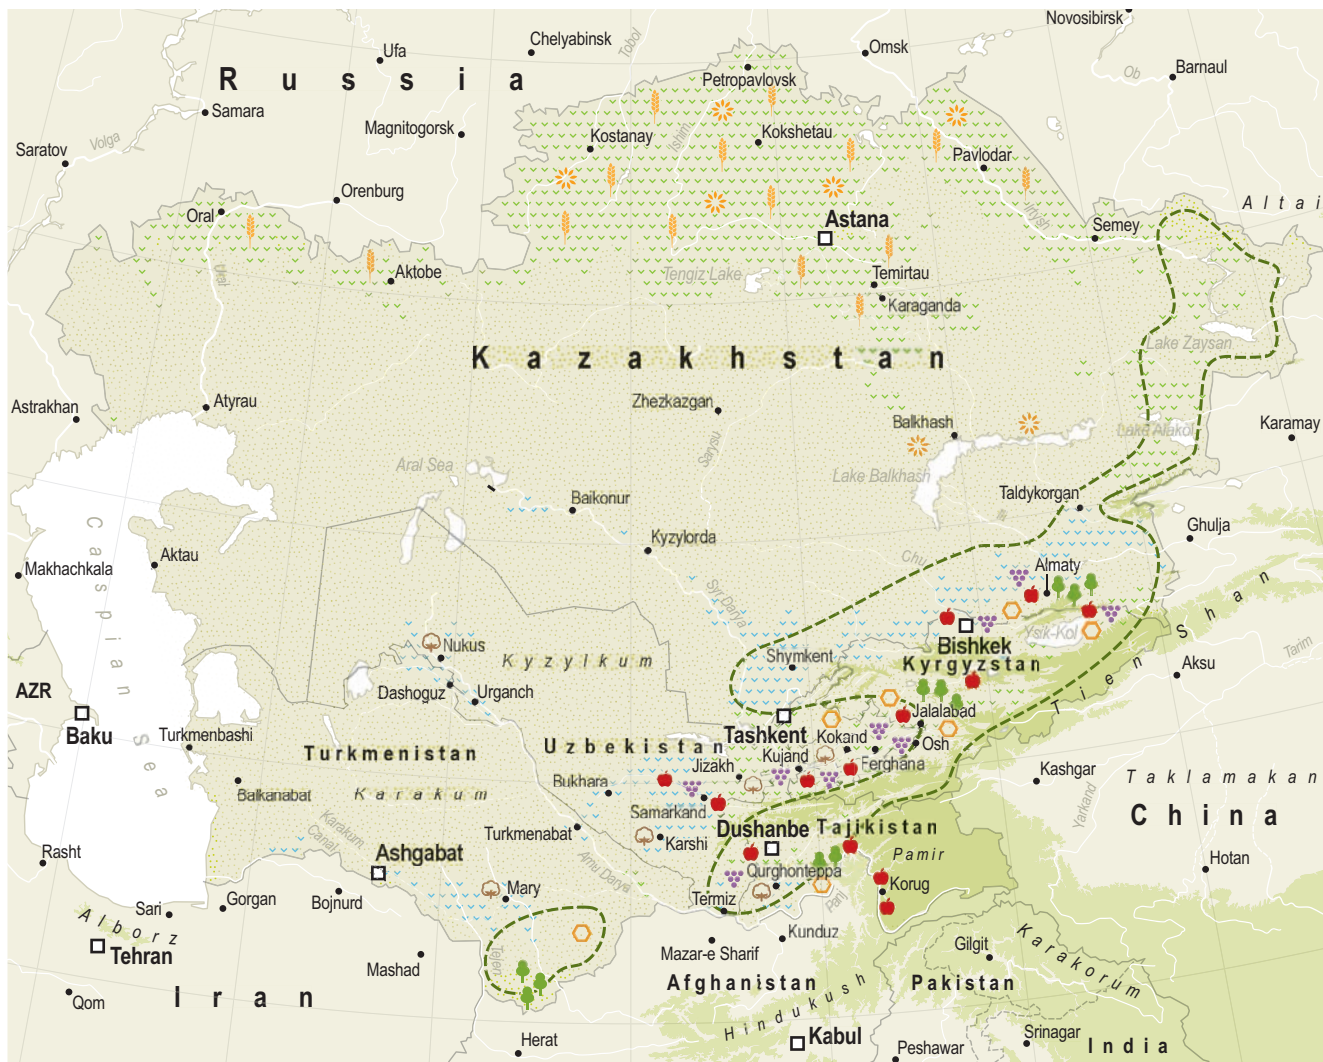 Novosibirsk
Chelyabinsk
Tobol
Omsk
Ufa
Russia
Petropavlovsk
Ob
Barnaul
Samara
Magnitogorsk
Kostanay
Ishim
Kokshetau
Volga
Saratov
Pavlodar
Orenburg
Irtysh
Altai
Oral
Astana
Semey
Ural
Aktobe
Tengiz Lake
Temirtau
Karaganda
Lake Zaysan
Kazakhstan
Astrakhan
Atyrau
Zhezkazgan
Sarysu
Balkhash
Lake Alakol
Karamay
Aral Sea
Lake Balkhash
Baikonur
Taldykorgan
Ili
Ghulja
Kyzylorda
Aktau
Makhachkala
Caspian Sea
Chu
Almaty
Syr Darya
Ysik-Kol
Bishkek
Tien Shan
Nukus
Kyzylkum
Shymkent
Kyrgyzstan
Aksu
Tarim
AZR
Dashoguz
Urganch
Baku
Jalalabad
Turkmenbashi
Tashkent
Kokand
Osh
Turkmenistan
Uzbekistan
Kujand
Ferghana
Jizakh
Kashgar
Taklamakan
Balkanabat
Karakum
Bukhara
Samarkand
Yarkand
China
Karakum
Canal
Turkmenabat
Dushanbe
Tajikistan
Karshi
Rasht
Ashgabat
Amu Darya
Pamir
Hotan
Qurghonteppa
Korug
Mary
Panj
Sari
Gorgan
Bojnurd
Termiz
Alborz
Tehran
Tejen
Mashad
Mazar-e Sharif
Kunduz
Gilgit
Karakorum
Qom
Iran
Afghanistan
Pakistan
Hindukush
Herat
Kabul
Srinagar
India
Peshawar